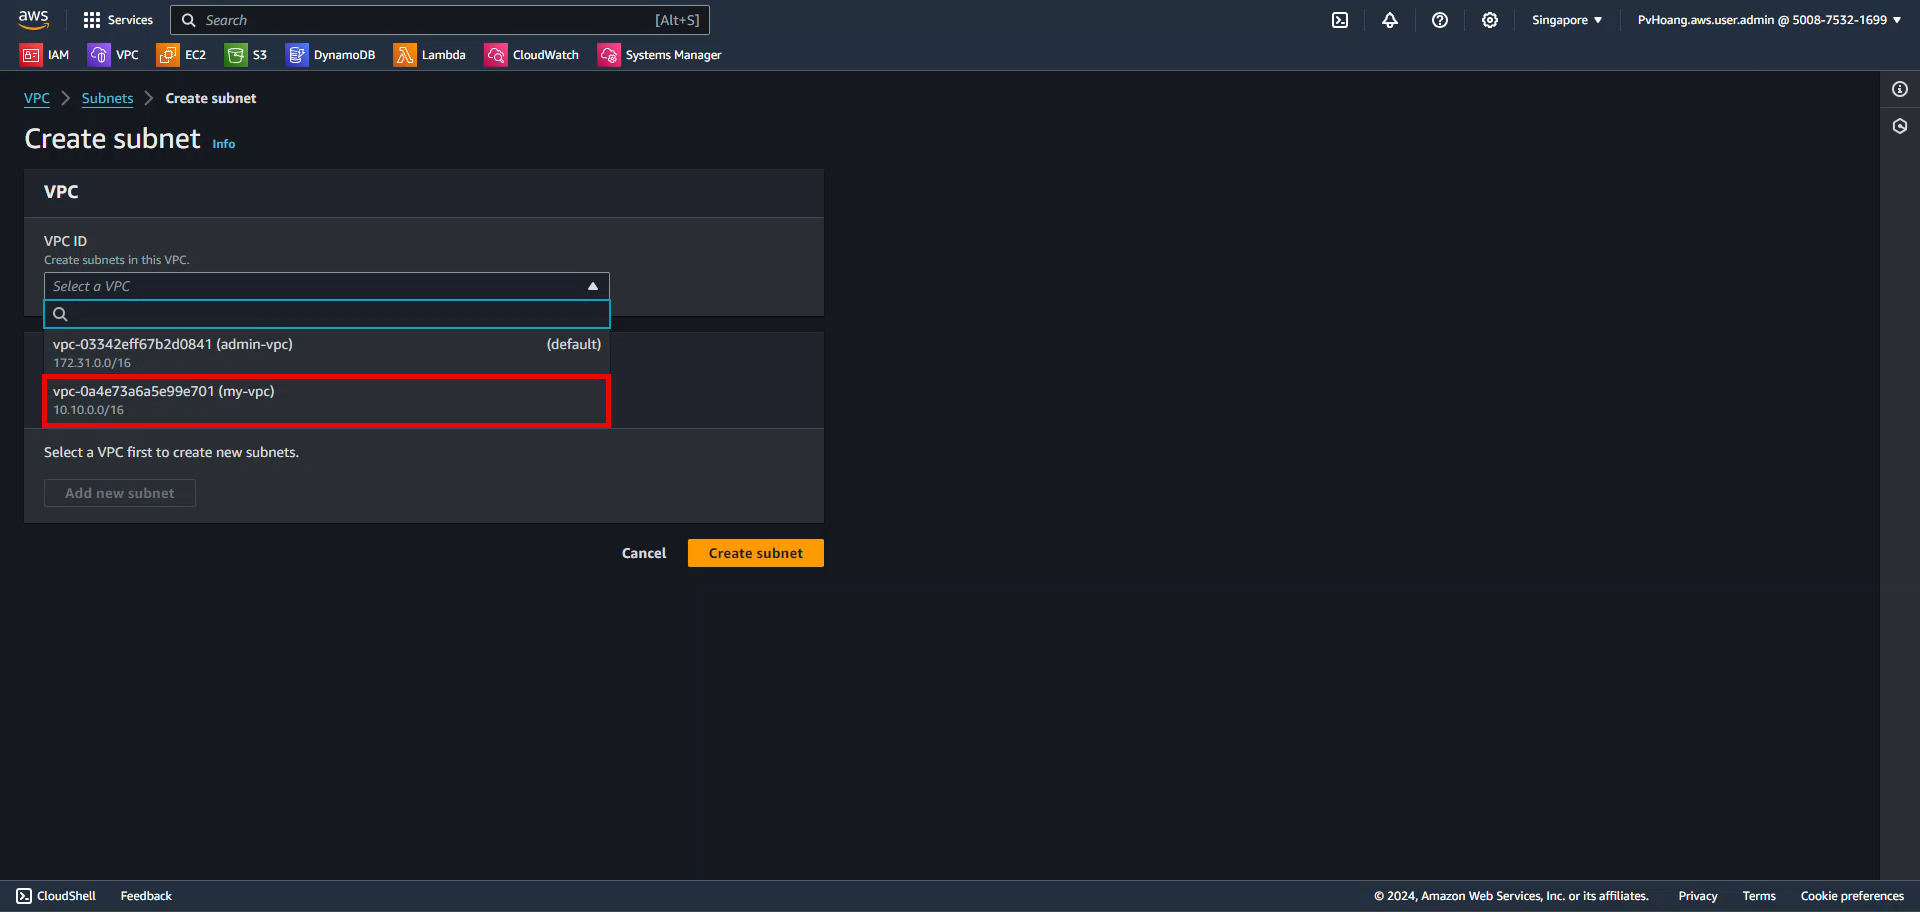 aws Services Search [Alt+S] Singapore PvHoang.aws.user.admin @ 5008-7532-1699
IAM VPC EC2 S3 DynamoDB Lambda CloudWatch Systems Manager
VPC Subnets Create subnet
Create subnet Info
VPC
VPC ID
Create subnets in this VPC.
Select a VPC
vpc-03342eff67b2d0841 (admin-vpc) (default)
172.31.0.0/16
vpc-0a4e73a6a5e99e701 (my-vpc)
10.10.0.0/16
Select a VPC first to create new subnets.
Add new subnet
Cancel Create subnet
CloudShell Feedback © 2024, Amazon Web Services, Inc. or its affiliates. Privacy Terms Cookie preferences